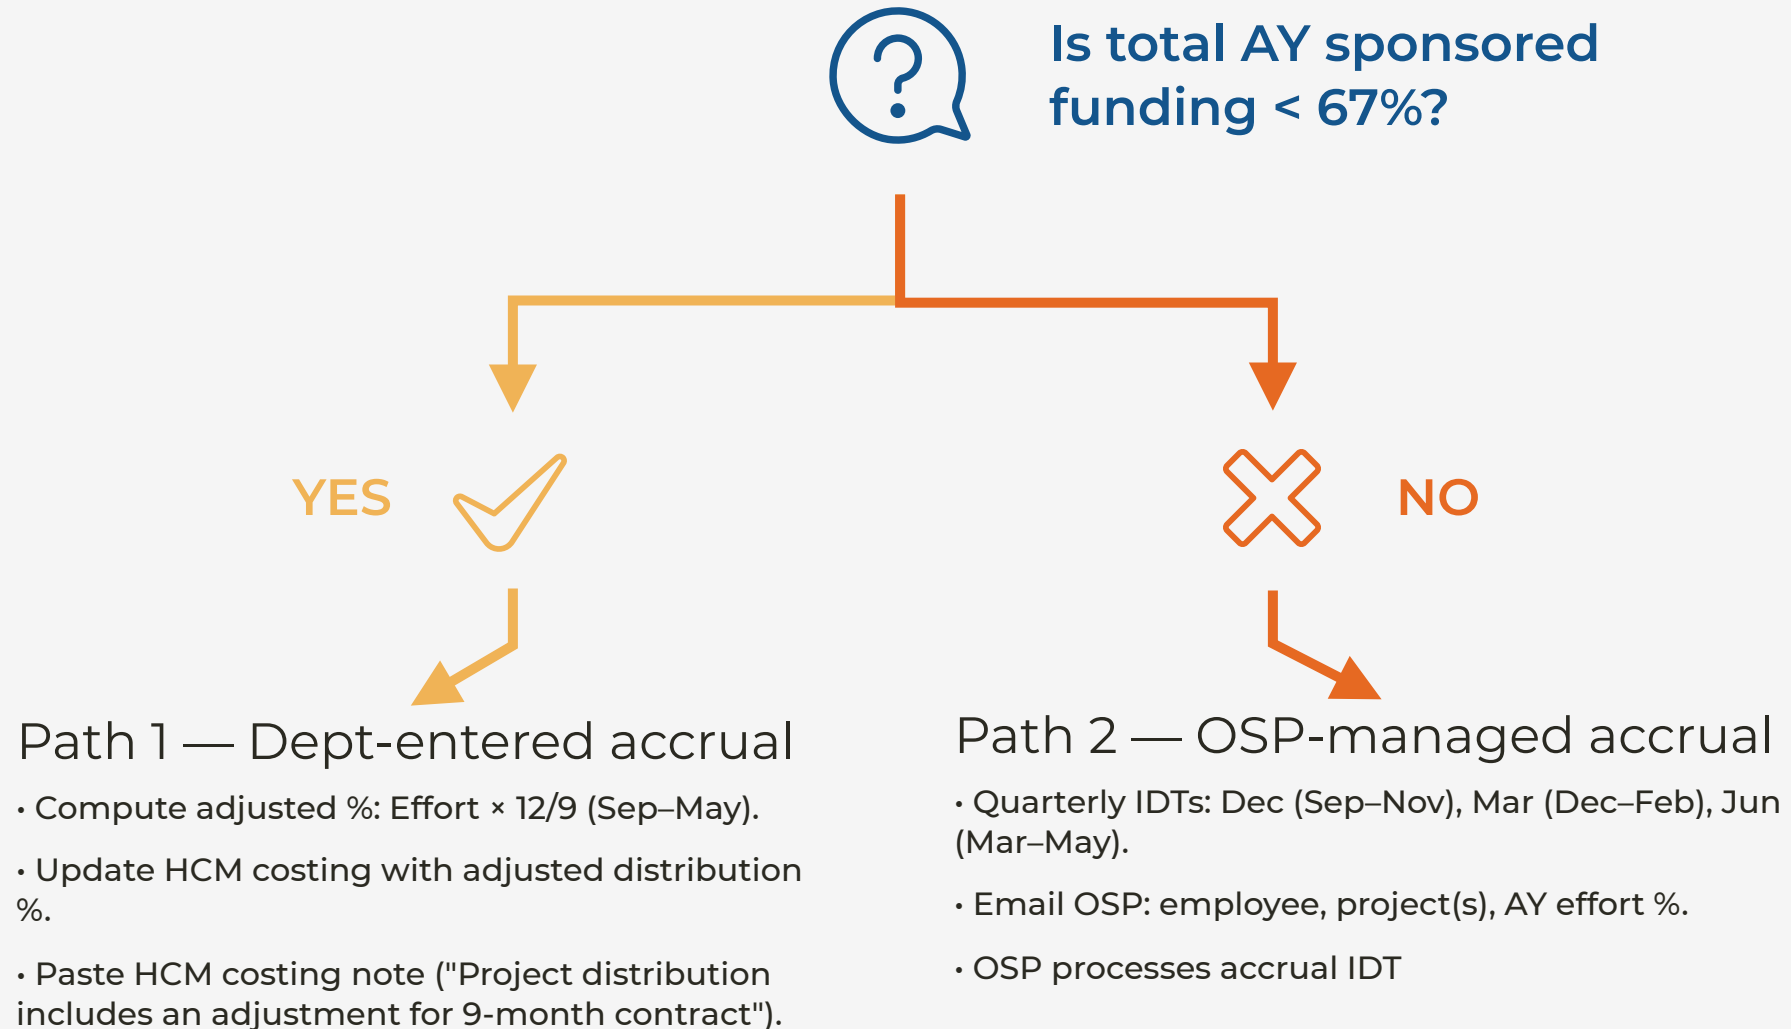 Is total AY sponsored
funding < 67%?
YES
NO
Path 1 — Dept-entered accrual
• Compute adjusted %: Effort × 12/9 (Sep–May).
• Update HCM costing with adjusted distribution
%.
• Paste HCM costing note ("Project distribution
includes an adjustment for 9-month contract").
Path 2 — OSP-managed accrual
• Quarterly IDTs: Dec (Sep–Nov), Mar (Dec–Feb), Jun
(Mar–May).
• Email OSP: employee, project(s), AY effort %.
• OSP processes accrual IDT